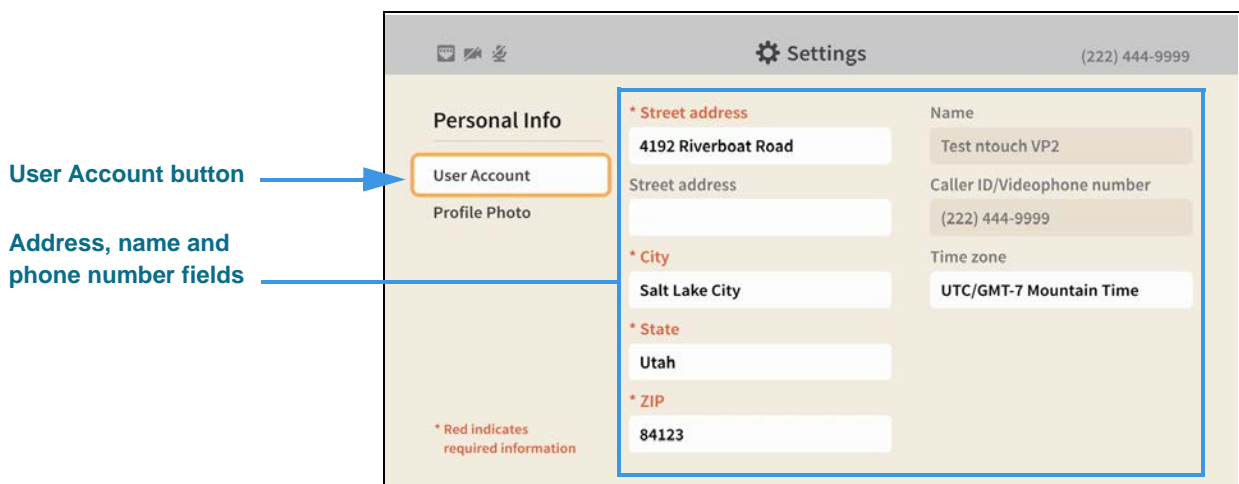 Settings
(222) 444-9999
User Account button
Address, name and
phone number fields
Personal Info
User Account
Profile Photo
* Red indicates
required information
* Street address
4192 Riverboat Road
Street address
* City
Salt Lake City
* State
Utah
* ZIP
84123
Name
Test ntouch VP2
Caller ID/Videophone number
(222) 444-9999
Time zone
UTC/GMT-7 Mountain Time